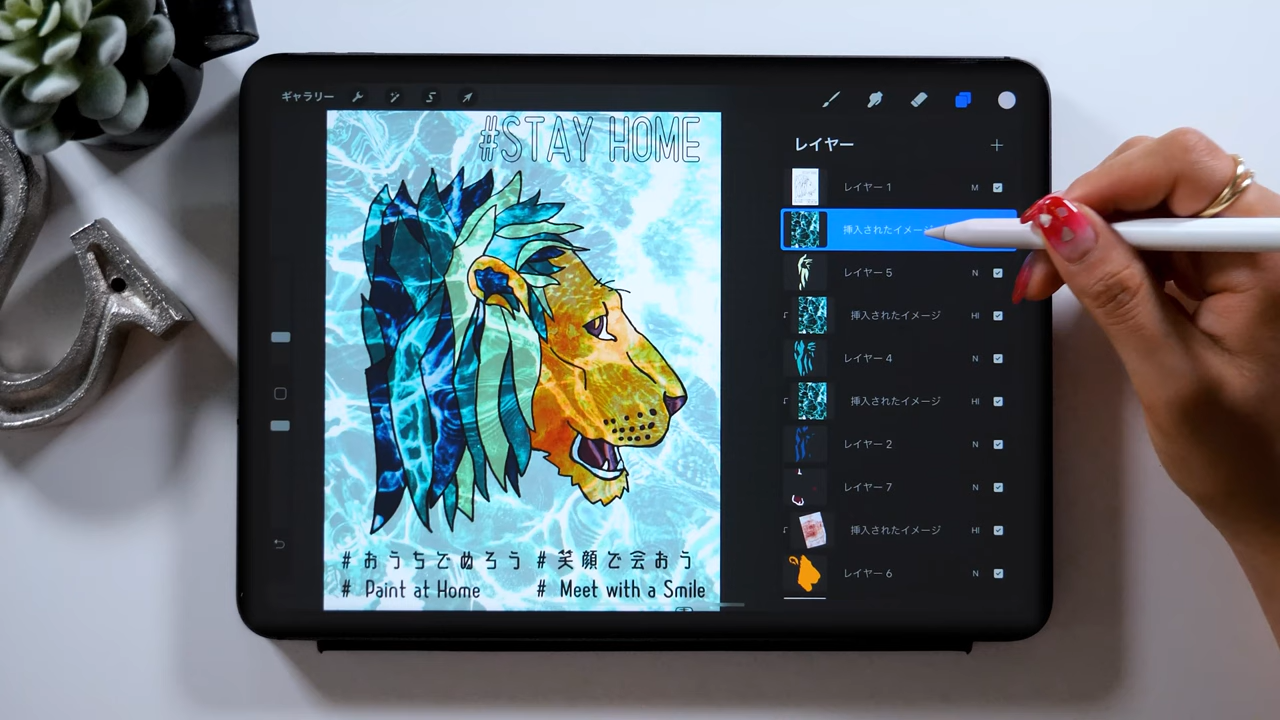 ギャラリー
#STAY HOME
# おうちでぬろう # 笑顔で会おう
# Paint at Home # Meet with a Smile
レイヤー
レイヤー 1 M
挿入されたイメージ
レイヤー 5 N
挿入されたイメージ HI
レイヤー 4 N
挿入されたイメージ HI
レイヤー 2 N
レイヤー 7 N
挿入されたイメージ HI
レイヤー 6 N